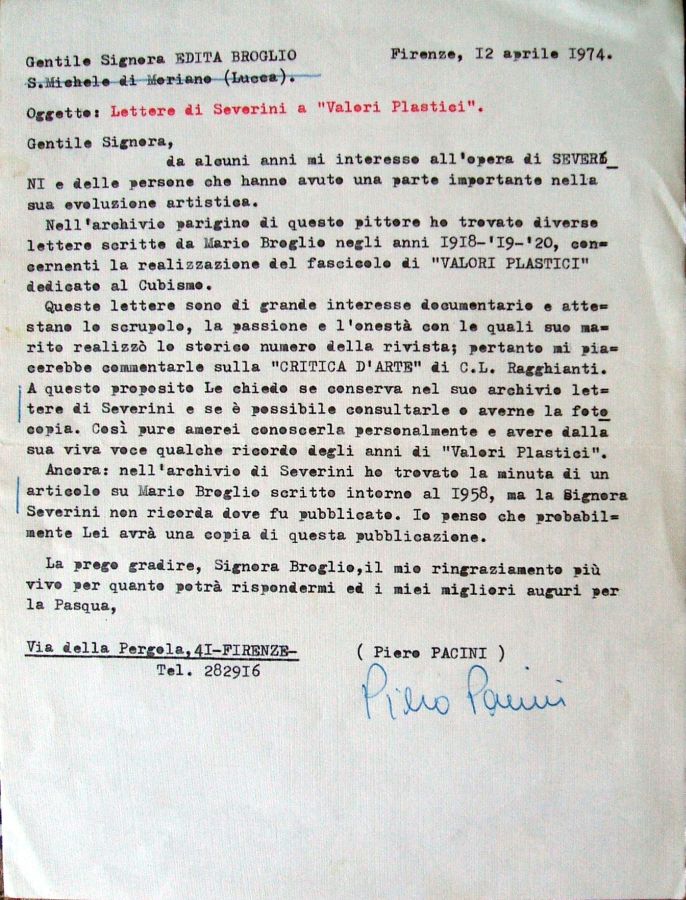 Gentile Signora EDITA BROGLIO Firenze, 12 aprile 1974.
S.Michele di Moriano (Lucca).
Oggetto: Lettere di Severini a "Valori Plastici".
Gentile Signora,
da alcuni anni mi interesso all'opera di SEVERI_
NI e delle persone che hanno avuto una parte importante nella
sua evoluzione artistica.
Nell'archivio parigino di questo pittore ho trovato diverse
lettere scritte da Mario Broglio negli anni 1918-'19-'20, con=
cernenti la realizzazione del fascicolo di "VALORI PLASTICI"
dedicato al Cubismo.
Queste lettere sono di grande interesse documentario e atte=
stano lo scrupolo, la passione e l'onestà con le quali suo ma=
rito realizzò lo storico numero della rivista; pertanto mi pia=
cerebbe commentarle sulla "CRITICA D'ARTE" di C.L. Ragghianti.
A questo proposito Le chiedo se conserva nel suo archivio let=
tere di Severini e se è possibile consultarle o averne la foto_
copia. Così pure amerei conoscerla personalmente e avere dalla
sua viva voce qualche ricordo degli anni di "Valori Plastici".
Ancora: nell'archivio di Severini ho trovato la minuta di un
articolo su Mario Broglio scritto intorno al 1958, ma la Signora
Severini non ricorda dove fu pubblicato. Io penso che probabil=
mente Lei avrà una copia di questa pubblicazione.
La prego gradire, Signora Broglio,il mio ringraziamento più
vivo per quanto potrà rispondermi ed i miei migliori auguri per
la Pasqua,
Via della Pergola,41-FIRENZE- ( Piero PACINI )
Tel. 282916
Piero Pacini